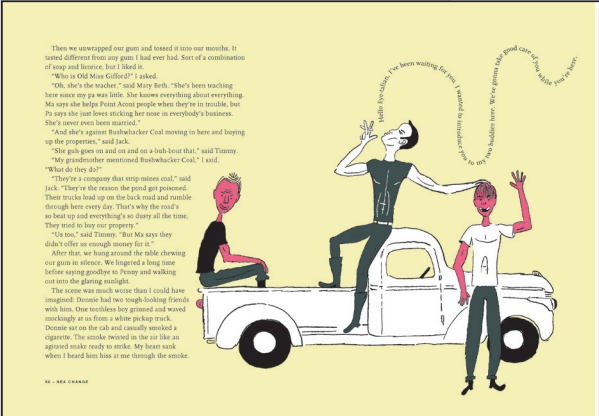 Then we unwrapped our gum and tossed it into our mouths. It
tasted different from any gum I had ever had. Sort of a combination
of soap and licorice, but I liked it.
"Who is Old Miss Gifford?" I asked.
"Oh, she's the teacher," said Mary Beth. "She's been teaching
here since my pa was little. She knows everything about everything.
Ma says she helps Point Aconi people when they're in trouble, but
Pa says she just loves sticking her nose in everybody's business.
She's never even been married."
"And she's against Bushwhacker Coal moving in here and buying
up the properties," said Jack.
"She guh-goes on and on and on a-buh-bout that," said Timmy.
"My grandmother mentioned Bushwhacker Coal," I said.
"What do they do?"
"They're a company that strip mines coal," said
Jack. "They're the reason the pond got poisoned.
Their trucks load up on the back road and rumble
through here every day. That's why the road's
so beat up and everything's so dusty all the time.
They tried to buy our property."
"Us too," said Timmy. "But Ma says they
didn't offer us enough money for it."
After that, we hung around the table chewing
our gum in silence. We lingered a long time
before saying goodbye to Penny and walking
out into the glaring sunlight.
The scene was much worse than I could have
imagined: Donnie had two tough-looking friends
with him. One toothless boy grinned and waved
mockingly at us from a white pickup truck.
Donnie sat on the cab and casually smoked a
cigarette. The smoke twisted in the air like an
agitated snake ready to strike. My heart sank
when I heard him hiss at me through the smoke.
Hello Eye-talian, I've been waiting for you. I wanted to introduce you to my two buddies here. We're gonna take good care of you while you're here.
56 – SEA CHANGE